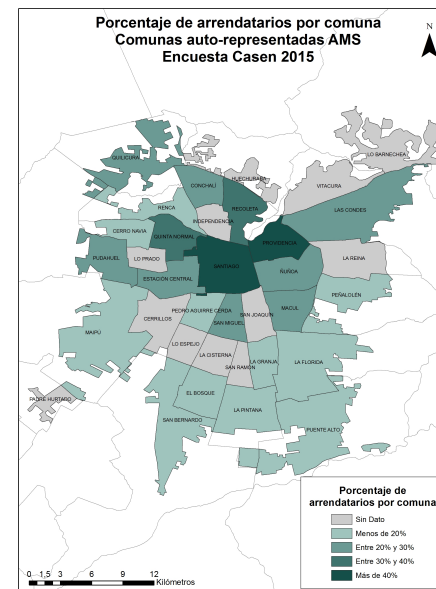 Porcentaje de arrendatarios por comuna
Comunas auto-representadas AMS
Encuesta Casen 2015
N
LO BARNECHEA
QUILICURA
HUECHURABA
CONCHALÍ
VITACURA
RENCA
RECOLETA
LAS CONDES
INDEPENDENCIA
CERRO NAVIA
QUINTA NORMAL
PROVIDENCIA
PUDAHUEL
LO PRADO
LA REINA
SANTIAGO
ESTACIÓN CENTRAL
ÑUÑOA
PEÑALOLÉN
PEDRO AGUIRRE CERDA
MACUL
CERRILLOS
SAN JOAQUÍN
SAN MIGUEL
MAIPÚ
LO ESPEJO
LA CISTERNA
LA GRANJA
LA FLORIDA
SAN RAMÓN
EL BOSQUE
PADRE HURTADO
LA PINTANA
SAN BERNARDO
PUENTE ALTO
Porcentaje de
arrendatarios por comuna
Sin Dato
Menos de 20%
Entre 20% y 30%
Entre 30% y 40%
Más de 40%
0 1,5 3 6 9 12
Kilómetros